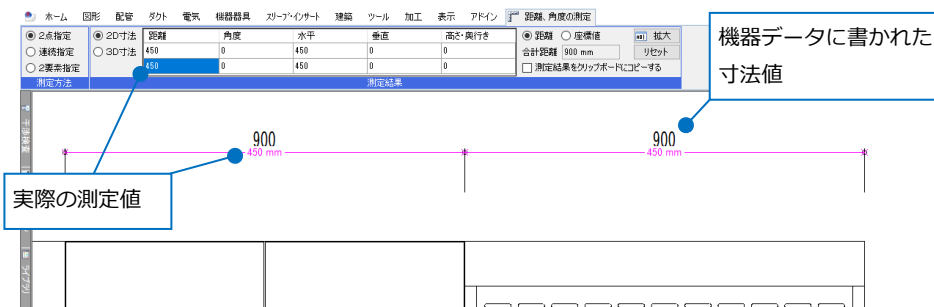 ホーム 図形 配管 ダクト 電気 機器器具 スリーブ・インサート 建築 ツール 加工 表示 アドイン 距離、角度の測定
2点指定 2D寸法 距離 角度 水平 垂直 高さ・奥行き 距離 座標値 拡大
連続指定 3D寸法 450 0 450 0 0 合計距離 900 mm リセット
2要素指定 450 0 450 0 0 測定結果をクリップボードにコピーする
測定方法 測定結果
機器データに書かれた
寸法値
900 900
450 mm 450 mm
実際の測定値
ライブラリ